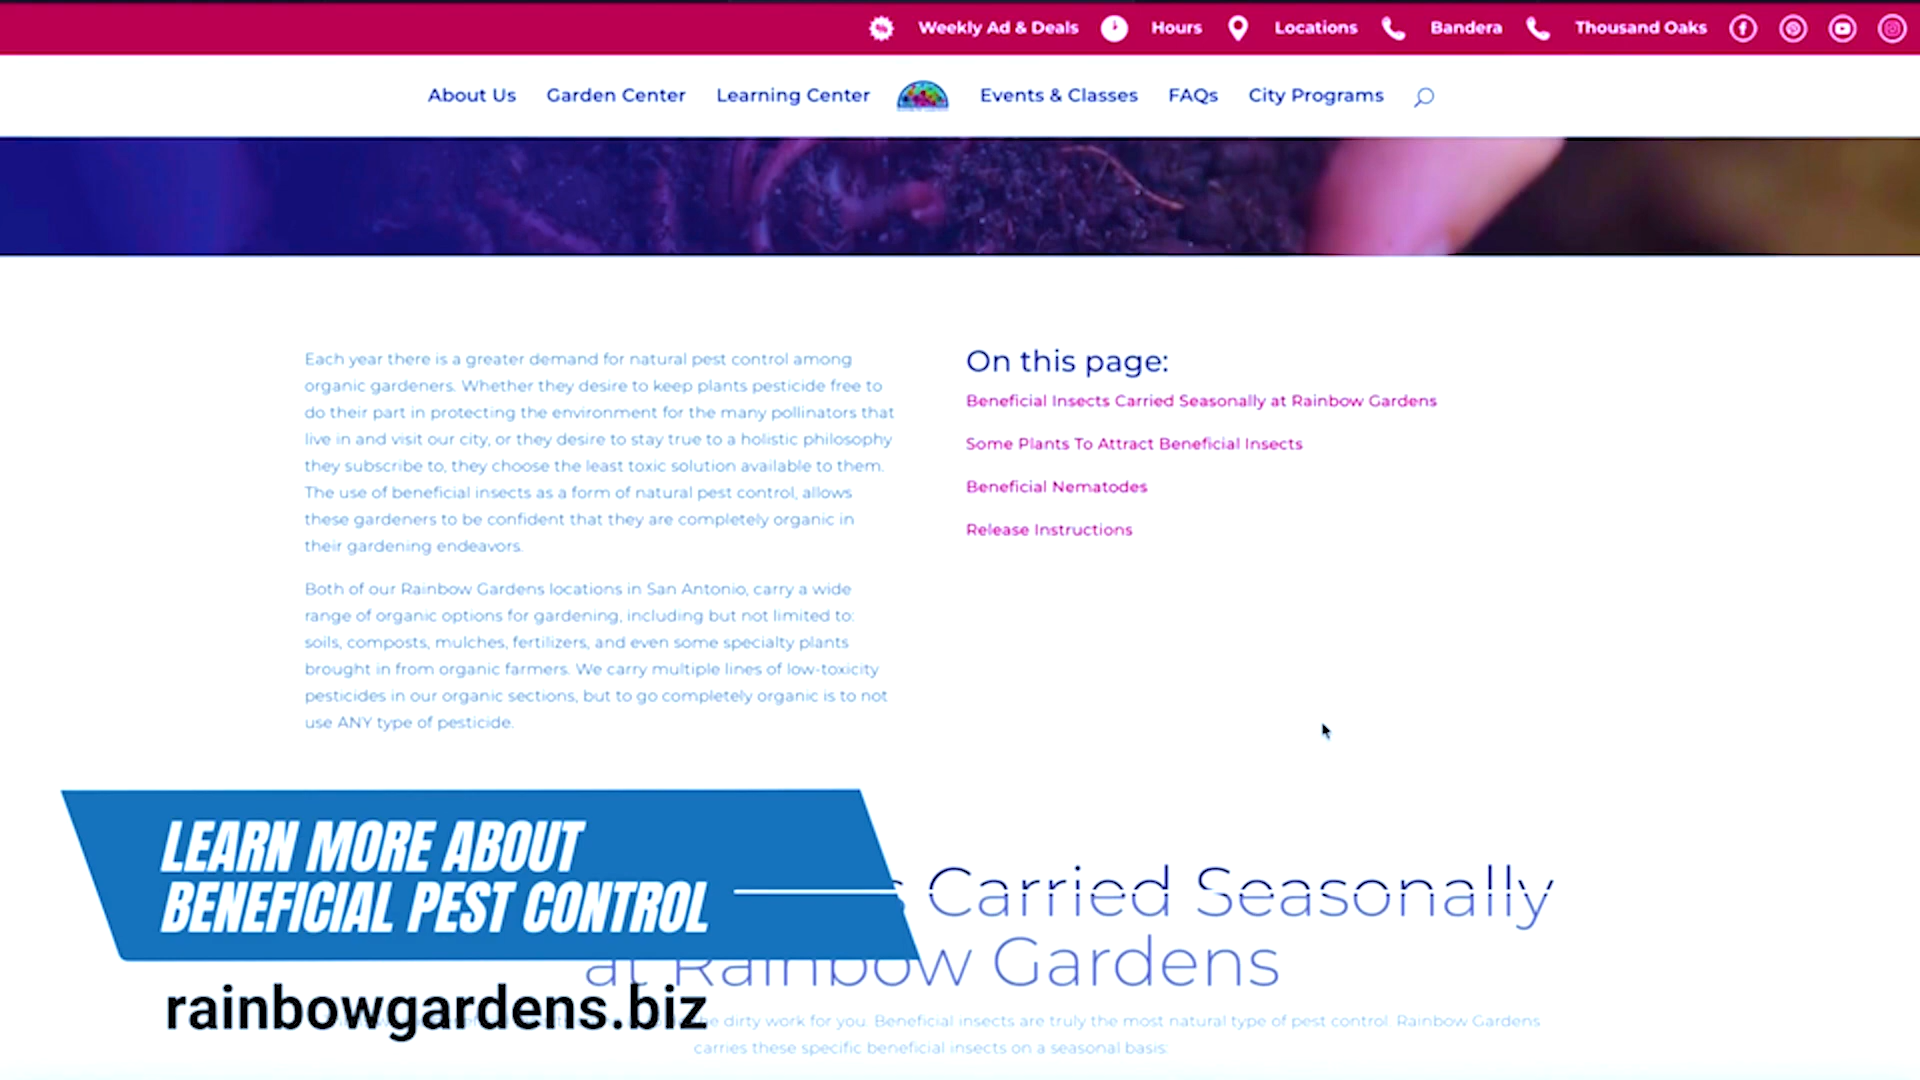 Weekly Ad & Deals Hours Locations Bandera Thousand Oaks
About Us Garden Center Learning Center Events & Classes FAQs City Programs
Each year there is a greater demand for natural pest control among
organic gardeners. Whether they desire to keep plants pesticide free to
do their part in protecting the environment for the many pollinators that
live in and visit our city, or they desire to stay true to a holistic philosophy
they subscribe to, they choose the least toxic solution available to them.
The use of beneficial insects as a form of natural pest control, allows
these gardeners to be confident that they are completely organic in
their gardening endeavors.
Both of our Rainbow Gardens locations in San Antonio, carry a wide
range of organic options for gardening, including but not limited to:
soils, composts, mulches, fertilizers, and even some specialty plants
brought in from organic farmers. We carry multiple lines of low-toxicity
pesticides in our organic sections, but to go completely organic is to not
use ANY type of pesticide.
On this page:
Beneficial Insects Carried Seasonally at Rainbow Gardens
Some Plants To Attract Beneficial Insects
Beneficial Nematodes
Release Instructions
Carried Seasonally
at Rainbow Gardens
dirty work for you. Beneficial insects are truly the most natural type of pest control. Rainbow Gardens
carries these specific beneficial insects on a seasonal basis:
LEARN MORE ABOUT
BENEFICIAL PEST CONTROL
rainbowgardens.biz